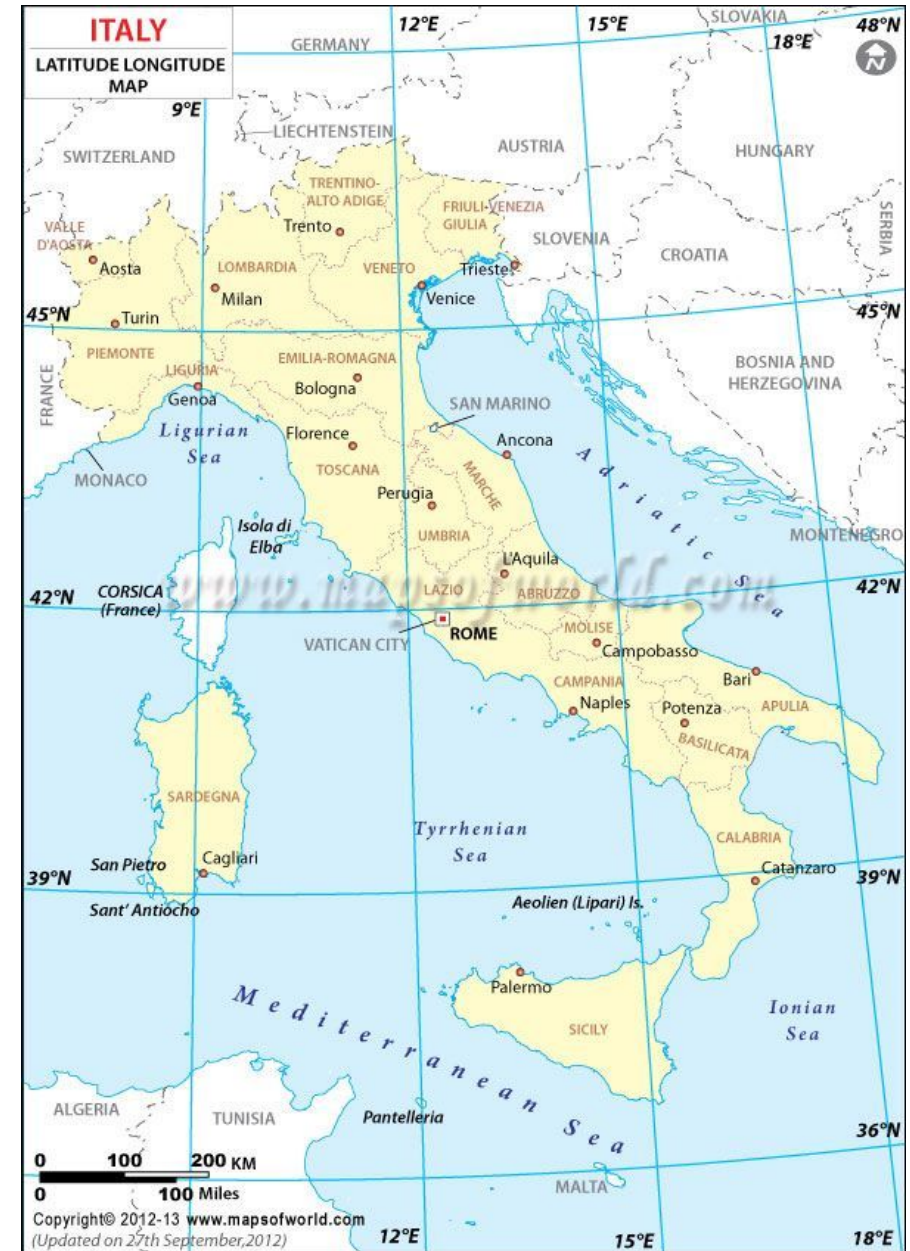 ITALY
LATITUDE LONGITUDE
MAP
12°E
15°E
SLOVAKIA
48°N
18°E
N
GERMANY
9°E
LIECHTENSTEIN
SWITZERLAND
AUSTRIA
HUNGARY
TRENTINO-
ALTO ADIGE
FRIULI-VENEZIA
GIULIA
VALLE
D'AOSTA
Trento
SLOVENIA
SERBIA
CROATIA
Aosta
LOMBARDIA
VENETO
Trieste
Milan
Venice
45°N
45°N
Turin
PIEMONTE
EMILIA-ROMAGNA
BOSNIA AND
HERZEGOVINA
LIGURIA
Bologna
FRANCE
Genoa
SAN MARINO
Ligurian
Sea
Florence
Ancona
TOSCANA
MONACO
MARCHE
Adriatic Sea
Perugia
Isola di
Elba
UMBRIA
MONTENEGRO
L'Aquila
CORSICA
(France)
www.mapsofworld.com
42°N
42°N
LAZIO
ABRUZZO
VATICAN CITY
ROME
MOLISE
Campobasso
CAMPANIA
Bari
Naples
Potenza
APULIA
BASILICATA
SARDEGNA
Tyrrhenian
Sea
CALABRIA
San Pietro
Cagliari
Catanzaro
39°N
39°N
Sant' Antiocho
Aeolien (Lipari) Is.
Palermo
Mediterranean Sea
Ionian
Sea
SICILY
ALGERIA
TUNISIA
Pantelleria
36°N
0 100 200 KM
0 100 Miles
MALTA
Copyright© 2012-13 www.mapsofworld.com
(Updated on 27th September,2012)
12°E
15°E
18°E